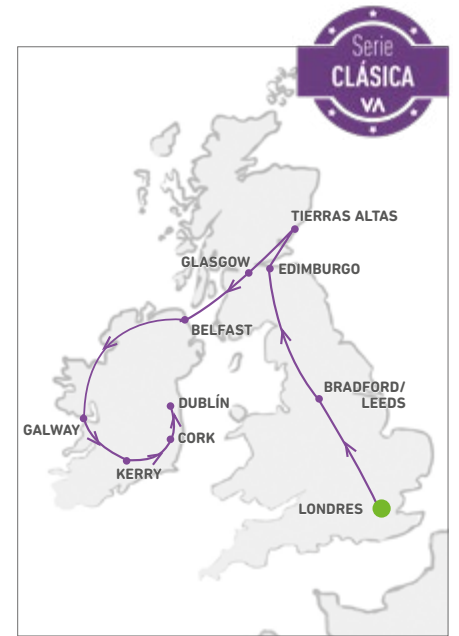 Serie
CLÁSICA
VA
TIERRAS ALTAS
GLASGOW
EDIMBURGO
BELFAST
BRADFORD/
LEEDS
DUBLÍN
GALWAY
CORK
KERRY
LONDRES